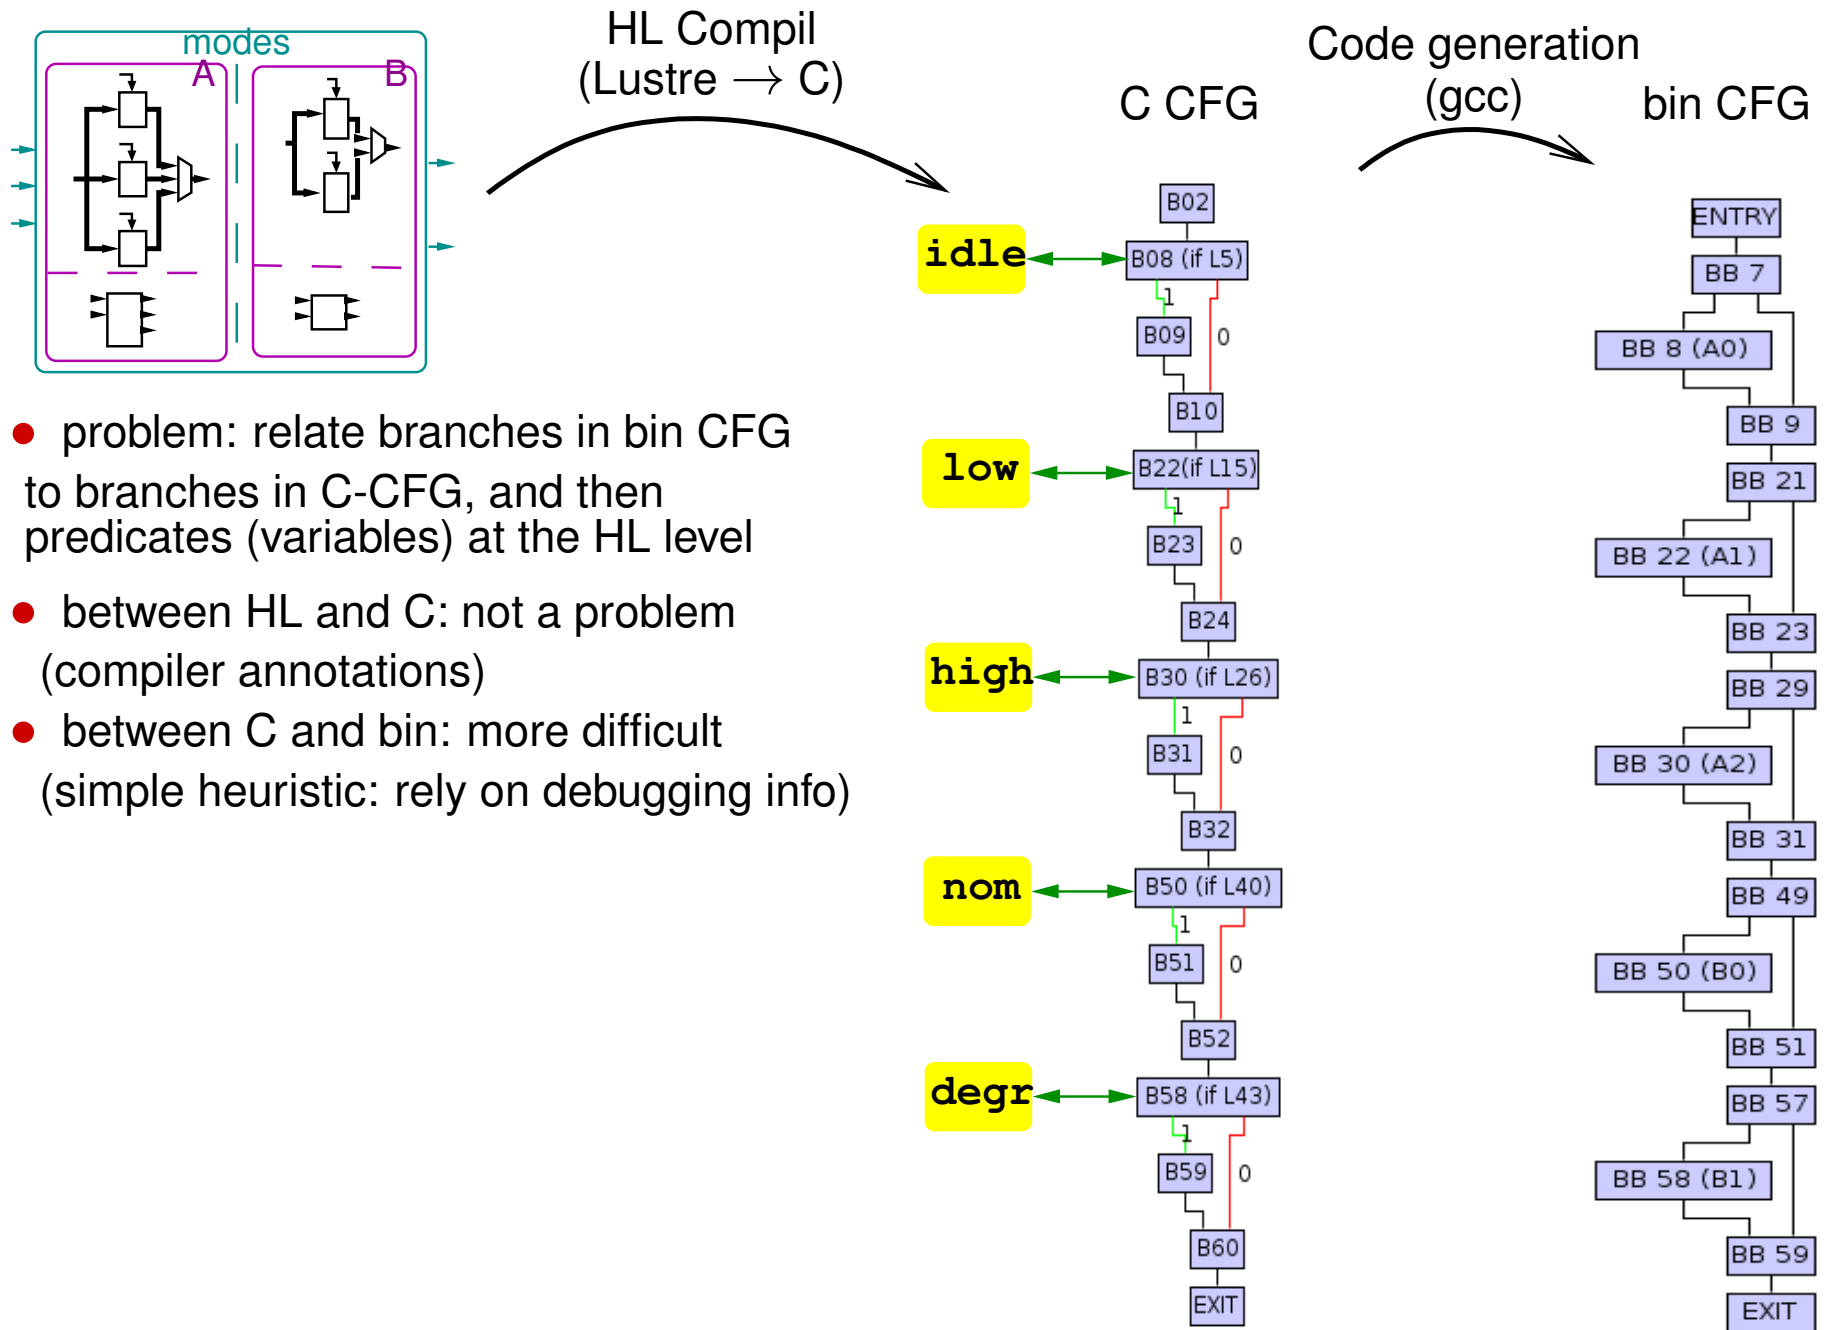 modes
A
B
HL Compil
(Lustre → C)
Code generation
(gcc)
C CFG
bin CFG
● problem: relate branches in bin CFG
to branches in C-CFG, and then
predicates (variables) at the HL level
● between HL and C: not a problem
(compiler annotations)
● between C and bin: more difficult
(simple heuristic: rely on debugging info)
idle
low
high
nom
degr
B02
B08 (if L5)
1
B09
0
B10
B22(if L15)
1
B23
0
B24
B30 (if L26)
1
B31
0
B32
B50 (if L40)
1
B51
0
B52
B58 (if L43)
1
B59
0
B60
EXIT
ENTRY
BB 7
BB 8 (A0)
BB 9
BB 21
BB 22 (A1)
BB 23
BB 29
BB 30 (A2)
BB 31
BB 49
BB 50 (B0)
BB 51
BB 57
BB 58 (B1)
BB 59
EXIT